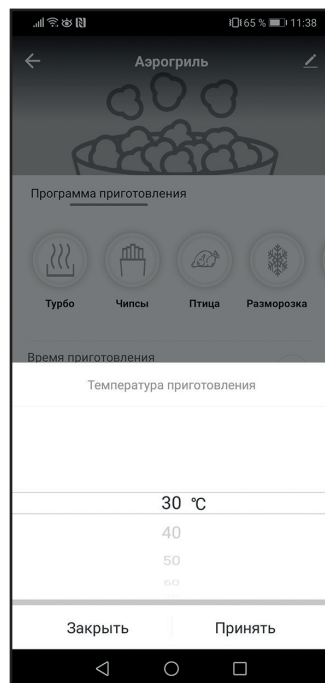 65 % 11:38
Аэрогриль
Программа приготовления
Турбо Чипсы Птица Разморозка
Время приготовления
Температура приготовления
30 °C
40
50
60
Закрыть Принять